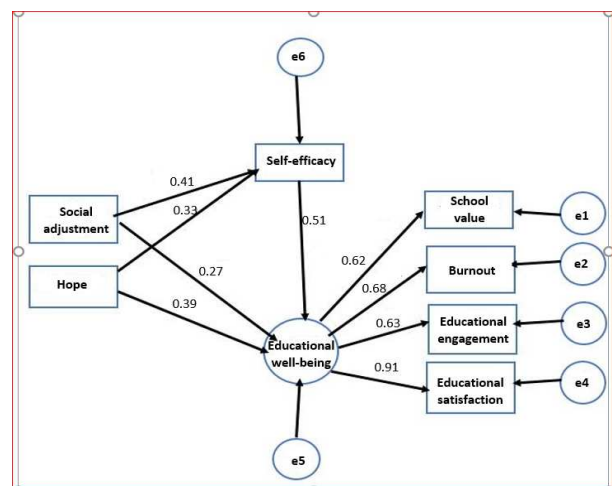 e6
Self-efficacy
0.41
0.33
0.51
Social
adjustment
Hope
0.27
0.39
Educational
well-being
e5
0.62
0.68
0.63
0.91
School
value
Burnout
Educational
engagement
Educational
satisfaction
e1
e2
e3
e4